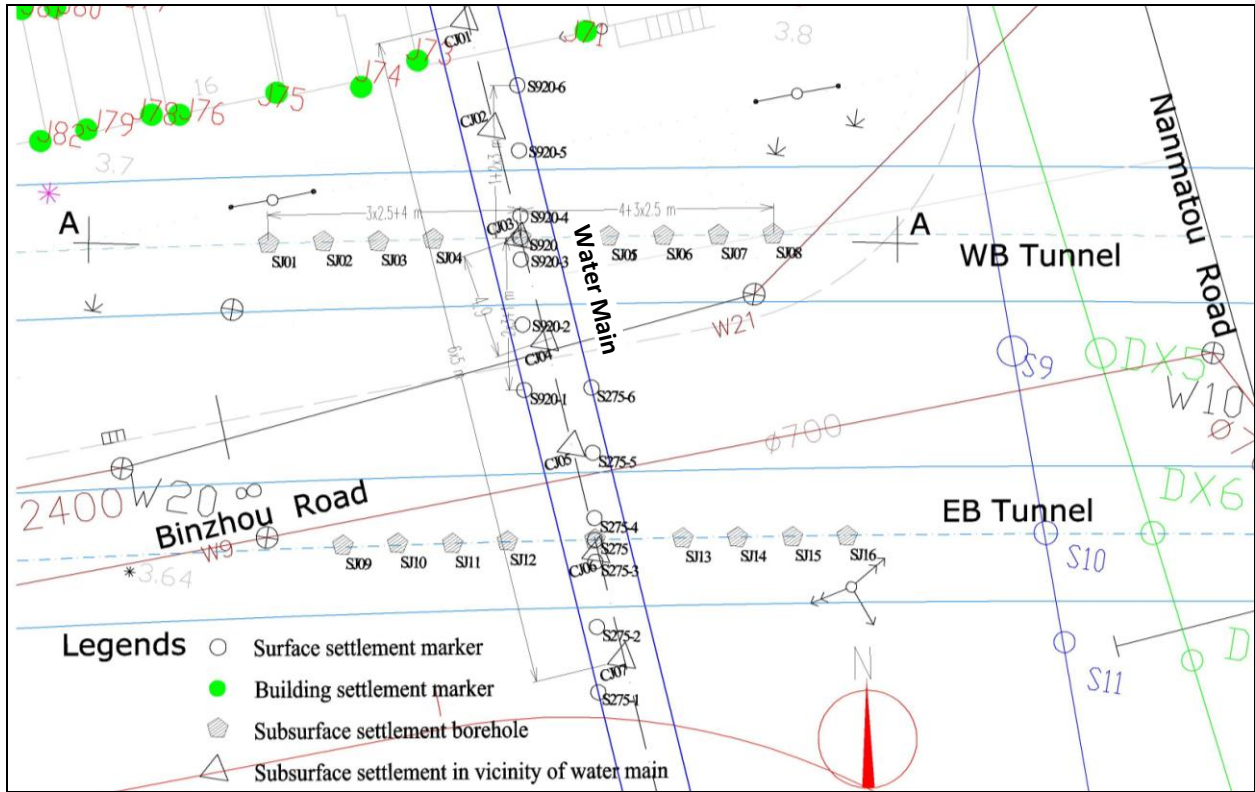 CJ01
J71
J73
3.8
J74
16
J75
J76
J78
J79
J82
S920-6
CJ02
S920-5
3.7
Nanmatou Road
A
3x2.5+4 m
S920-4
4+3x2.5 m
A
CJ03
S920
SJ01
SJ02
SJ03
SJ04
S920-3
SJ05
SJ06
SJ07
SJ08
WB Tunnel
Water Main
4.9
S920-2
W21
CJ04
6x5 m
S9
DX5
S920-1
S275-6
W10
φ700
CJ05
S275-5
2400
W20
Binzhou Road
DX6
EB Tunnel
S275-4
W9
S275
SJ09
SJ10
SJ11
SJ12
SJ13
SJ14
SJ15
SJ16
CJ06
S275-3
S10
3.64
S275-2
Legends
Surface settlement marker
CJ07
N
D
S11
Building settlement marker
S275-1
Subsurface settlement borehole
Subsurface settlement in vicinity of water main